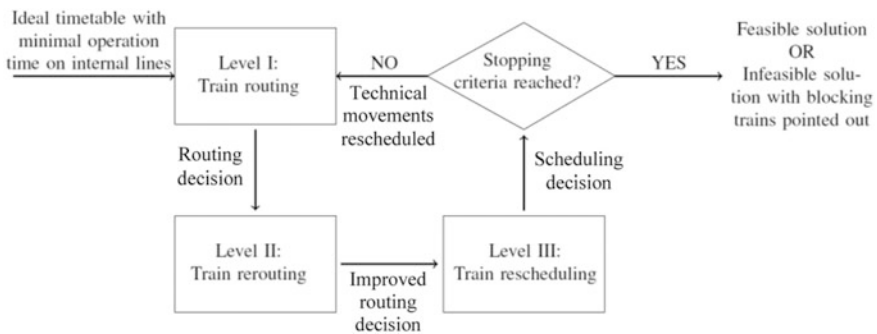 Ideal timetable with
minimal operation
time on internal lines
Level I:
Train routing
NO
Technical
movements
rescheduled
Stopping
criteria reached?
YES
Feasible solution
OR
Infeasible solu-
tion with blocking
trains pointed out
Routing
decision
Scheduling
decision
Level II:
Train rerouting
Improved
routing
decision
Level III:
Train rescheduling